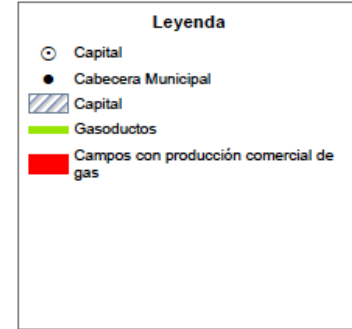 Leyenda
Capital
Cabecera Municipal
Capital
Gasoductos
Campos con producción comercial de
gas